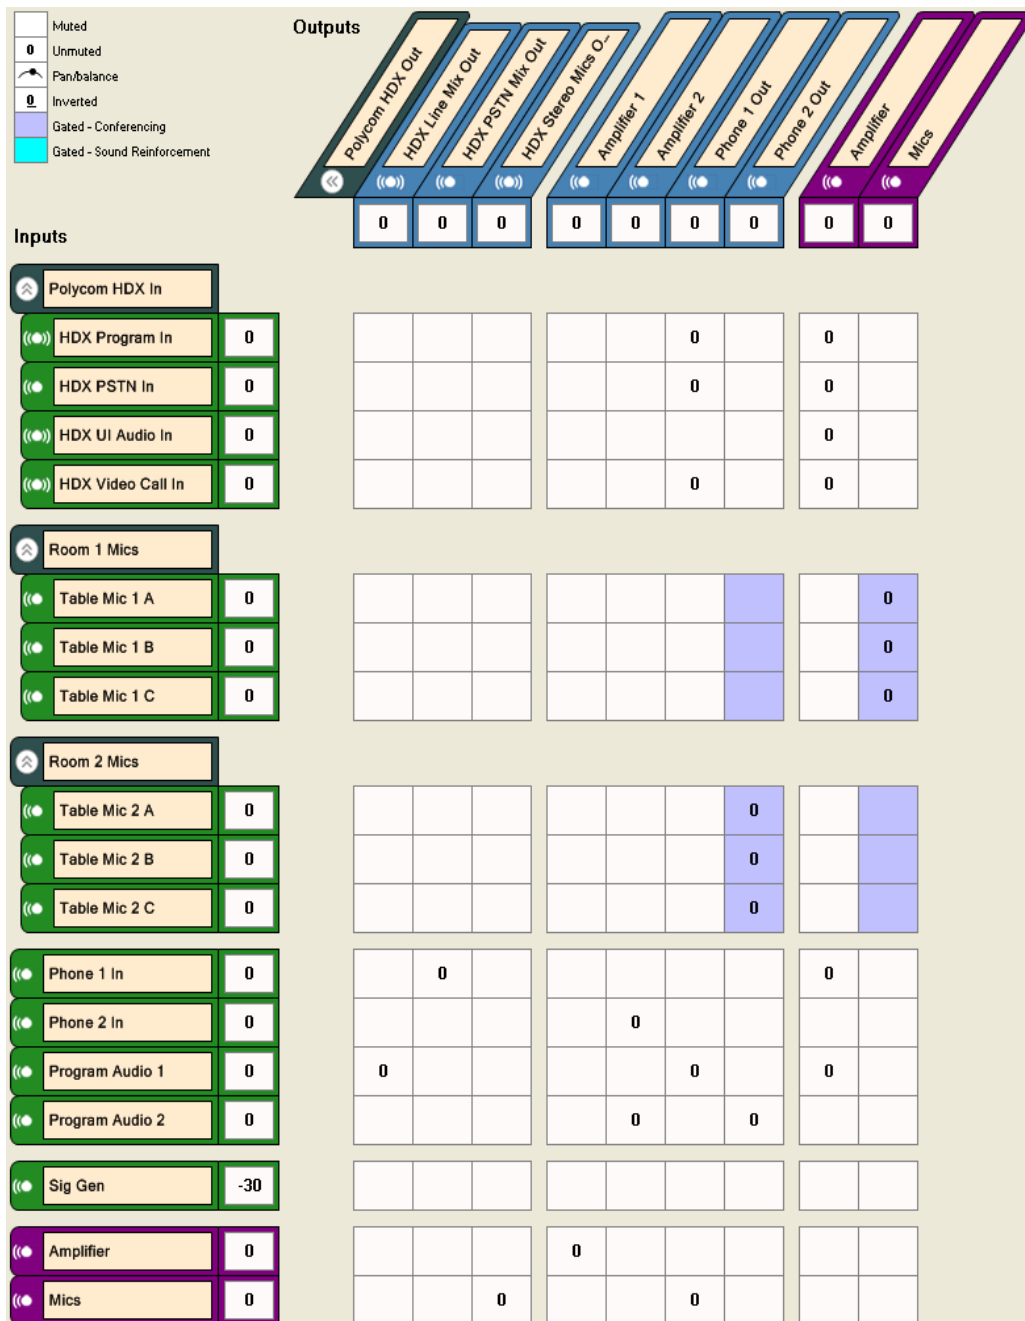 Muted
0 Unmuted
Pan/balance
0 Inverted
Gated - Conferencing
Gated - Sound Reinforcement
Outputs
Polycom HDX Out
HDX Line Mix Out
HDX PSTN Mix Out
HDX Stereo Mics O...
Amplifier 1
Amplifier 2
Phone 1 Out
Phone 2 Out
Amplifier
Mics
0 0 0 0 0 0 0 0 0
Inputs
Polycom HDX In
HDX Program In 0 0 0
HDX PSTN In 0 0 0
HDX UI Audio In 0 0
HDX Video Call In 0 0 0
Room 1 Mics
Table Mic 1 A 0 0
Table Mic 1 B 0 0
Table Mic 1 C 0 0
Room 2 Mics
Table Mic 2 A 0 0
Table Mic 2 B 0 0
Table Mic 2 C 0 0
Phone 1 In 0 0 0
Phone 2 In 0 0
Program Audio 1 0 0 0 0
Program Audio 2 0 0 0
Sig Gen -30
Amplifier 0 0
Mics 0 0 0